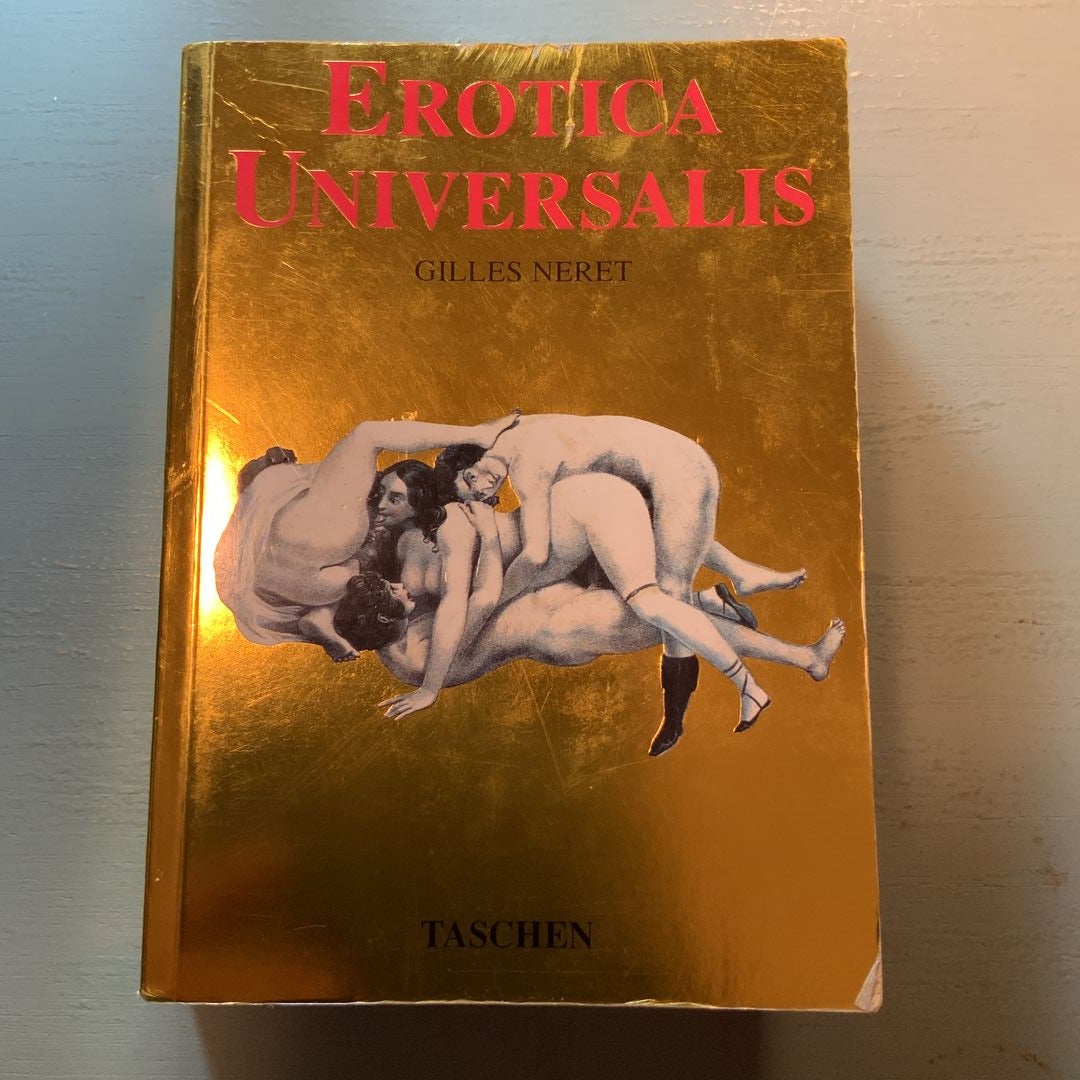 EROTICA
UNIVERSALIS
GILLES NERET
TASCHEN